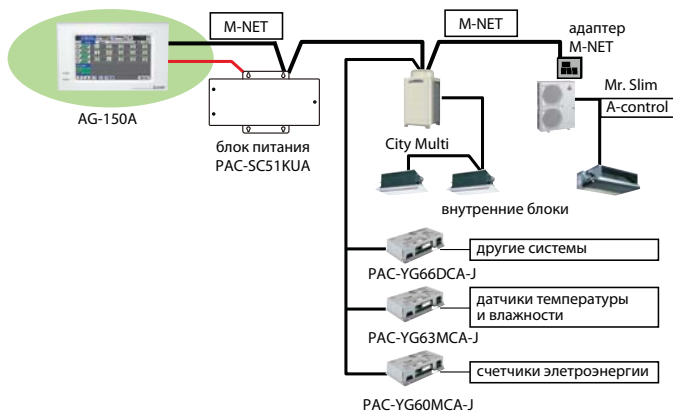 M-NET
M-NET
адаптер
M-NET
AG-150A
блок питания
PAC-SC51KUA
City Multi
Mr. Slim
A-control
внутренние блоки
другие системы
PAC-YG66DCA-J
датчики температуры
и влажности
PAC-YG63MCA-J
счетчики элетроэнергии
PAC-YG60MCA-J